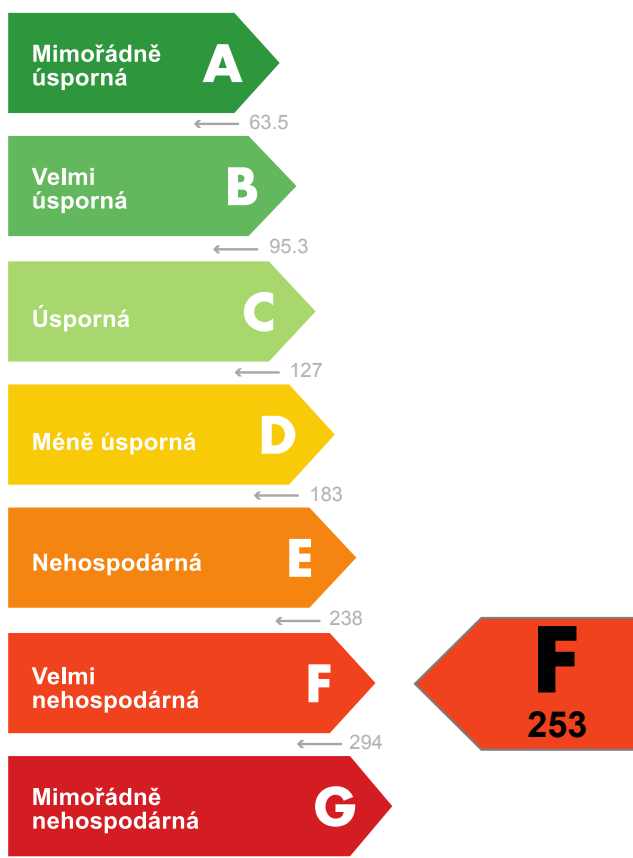 Mimořádně
úsporná
A
63.5
Velmi
úsporná
B
95.3
Úsporná
C
127
Méně úsporná
D
183
Nehospodárná
E
238
Velmi
nehospodárná
F
F
253
294
Mimořádně
nehospodárná
G